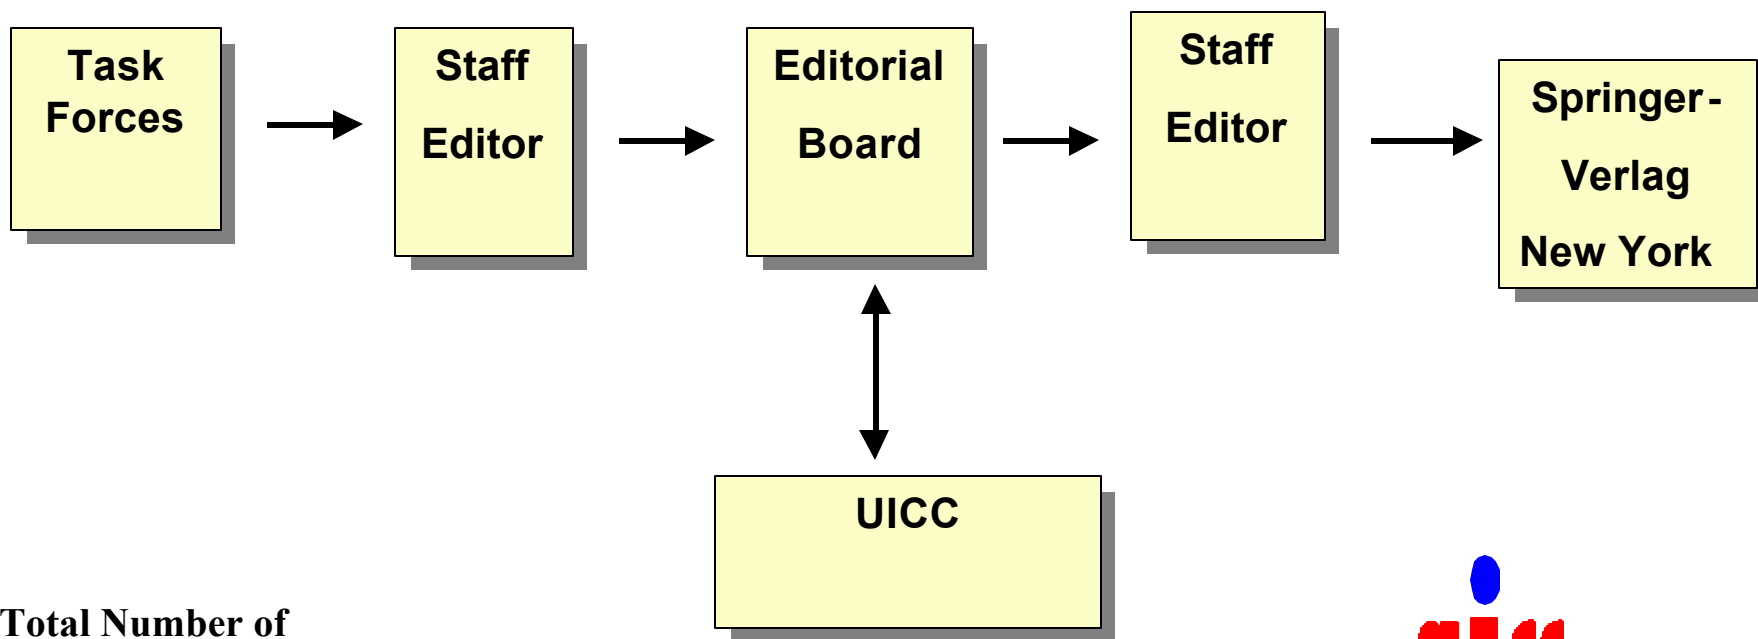 Task
Forces
Staff
Editor
Editorial
Board
Staff
Editor
Springer-
Verlag
New York
UICC
Total Number of